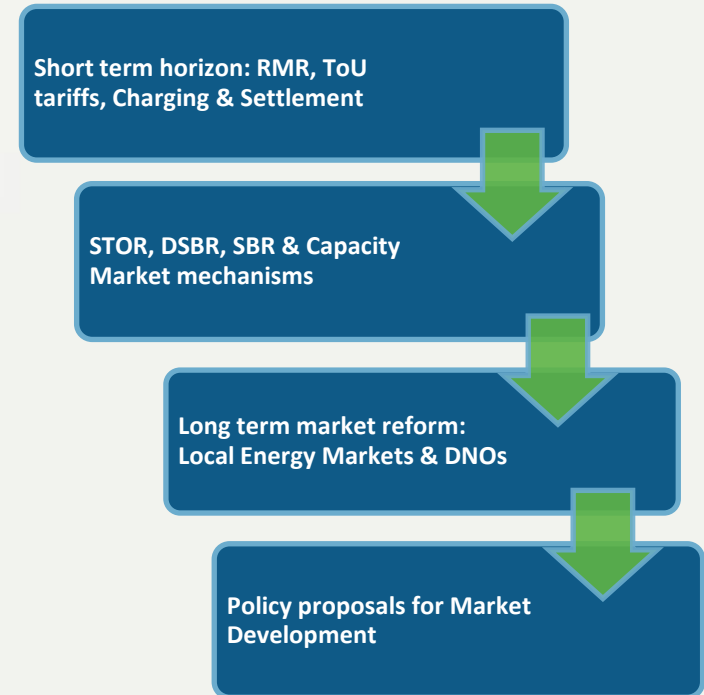 Short term horizon: RMR, ToU
tariffs, Charging & Settlement
STOR, DSBR, SBR & Capacity
Market mechanisms
Long term market reform:
Local Energy Markets & DNOs
Policy proposals for Market
Development